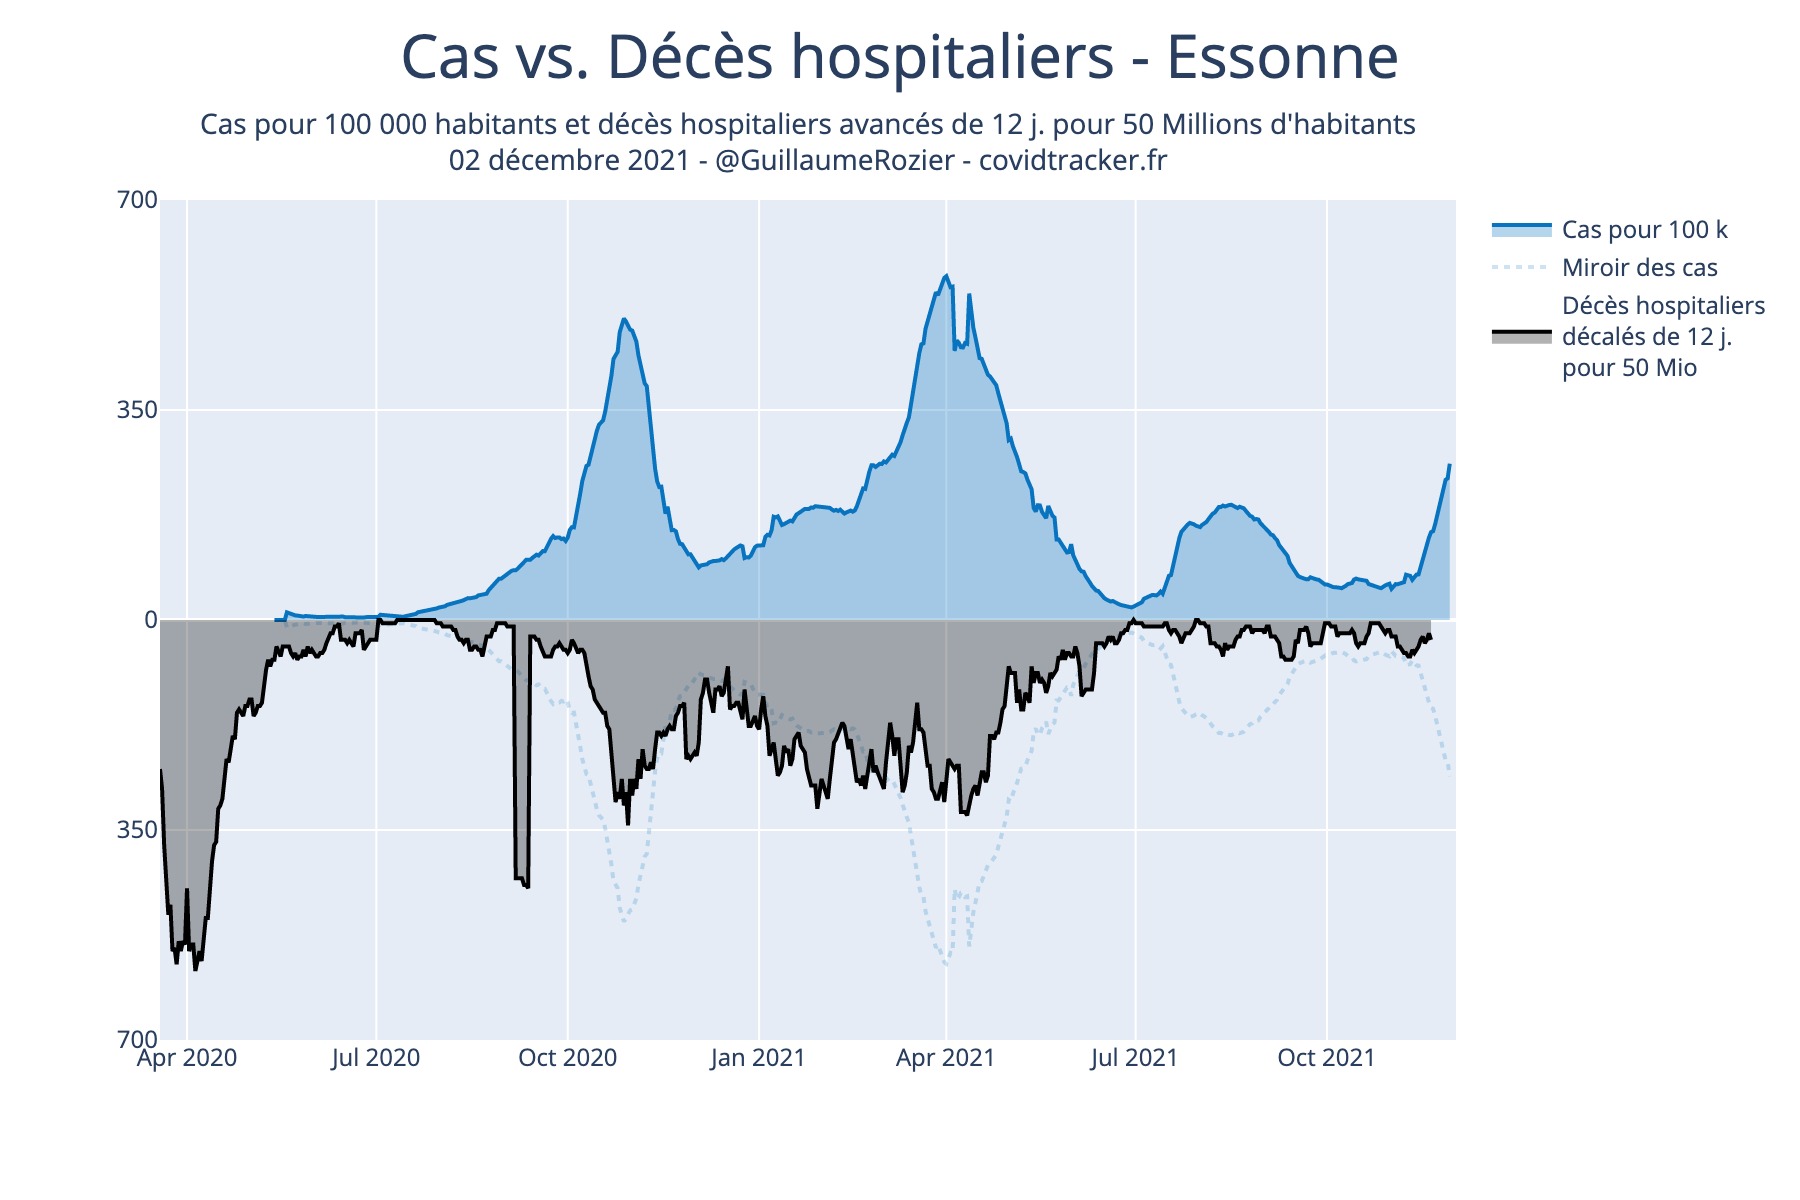 Cas vs. Décès hospitaliers - Essonne
Cas pour 100 000 habitants et décès hospitaliers avancés de 12 j. pour 50 Millions d'habitants
02 décembre 2021 - @GuillaumeRozier - covidtracker.fr
700
350
0
350
700
Apr 2020
Jul 2020
Oct 2020
Jan 2021
Apr 2021
Jul 2021
Oct 2021
Cas pour 100 k
Miroir des cas
Décès hospitaliers
décalés de 12 j.
pour 50 Mio